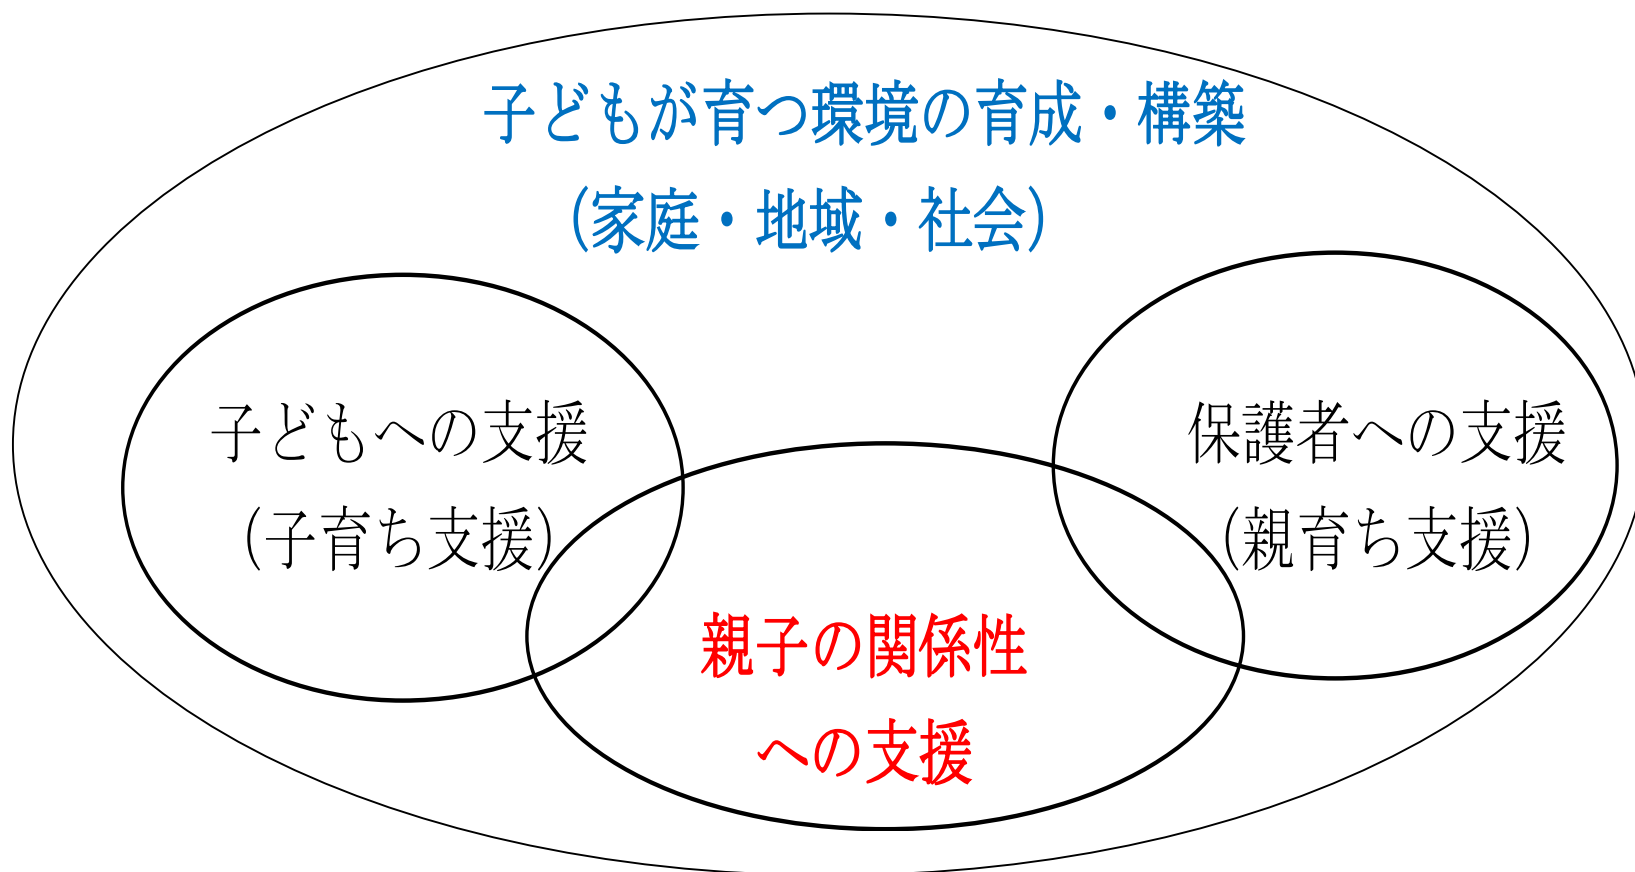 子どもが育つ環境の育成・構築
（家庭・地域・社会）
子どもへの支援
（子育ち支援）
保護者への支援
（親育ち支援）
親子の関係性
への支援